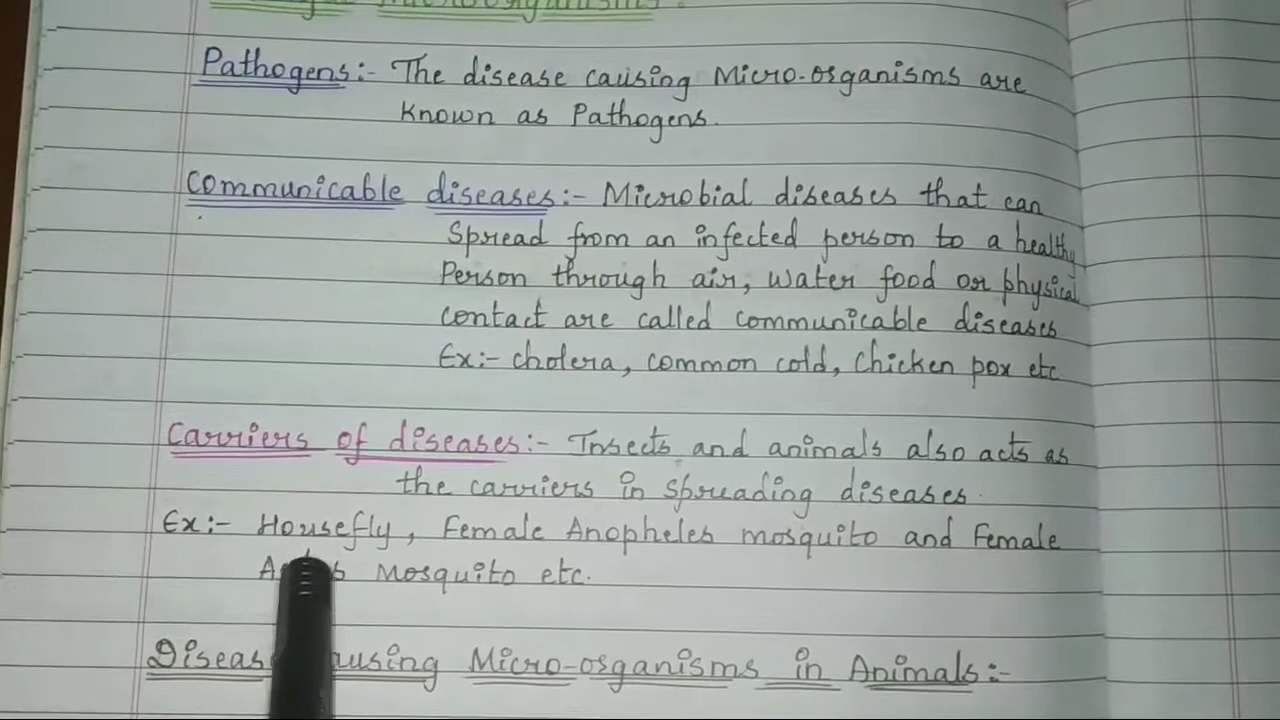 Microorganisms:
Pathogens:- The disease causing Micro-organisms are
Known as Pathogens.
Communicable diseases:- Microbial diseases that can
Spread from an infected person to a healthy
Person through air, water food or physical
contact are called communicable diseases
Ex:- cholera, common cold, chicken pox etc
Carriers of diseases:- Insects and animals also acts as
the carriers in spreading diseases.
Ex:- Housefly, Female Anopheles mosquito and Female
Mosquito etc.
causing Micro-organisms in Animals:-